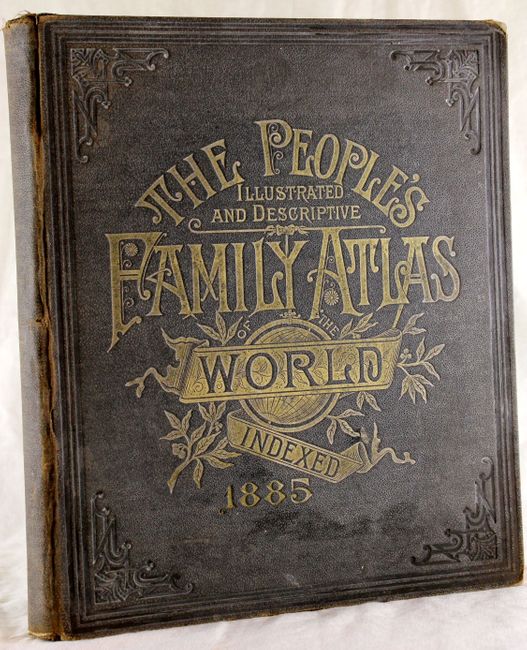 THE PEOPLE'S
ILLUSTRATED
AND DESCRIPTIVE
FAMILY ATLAS
OF THE
WORLD
INDEXED
1885